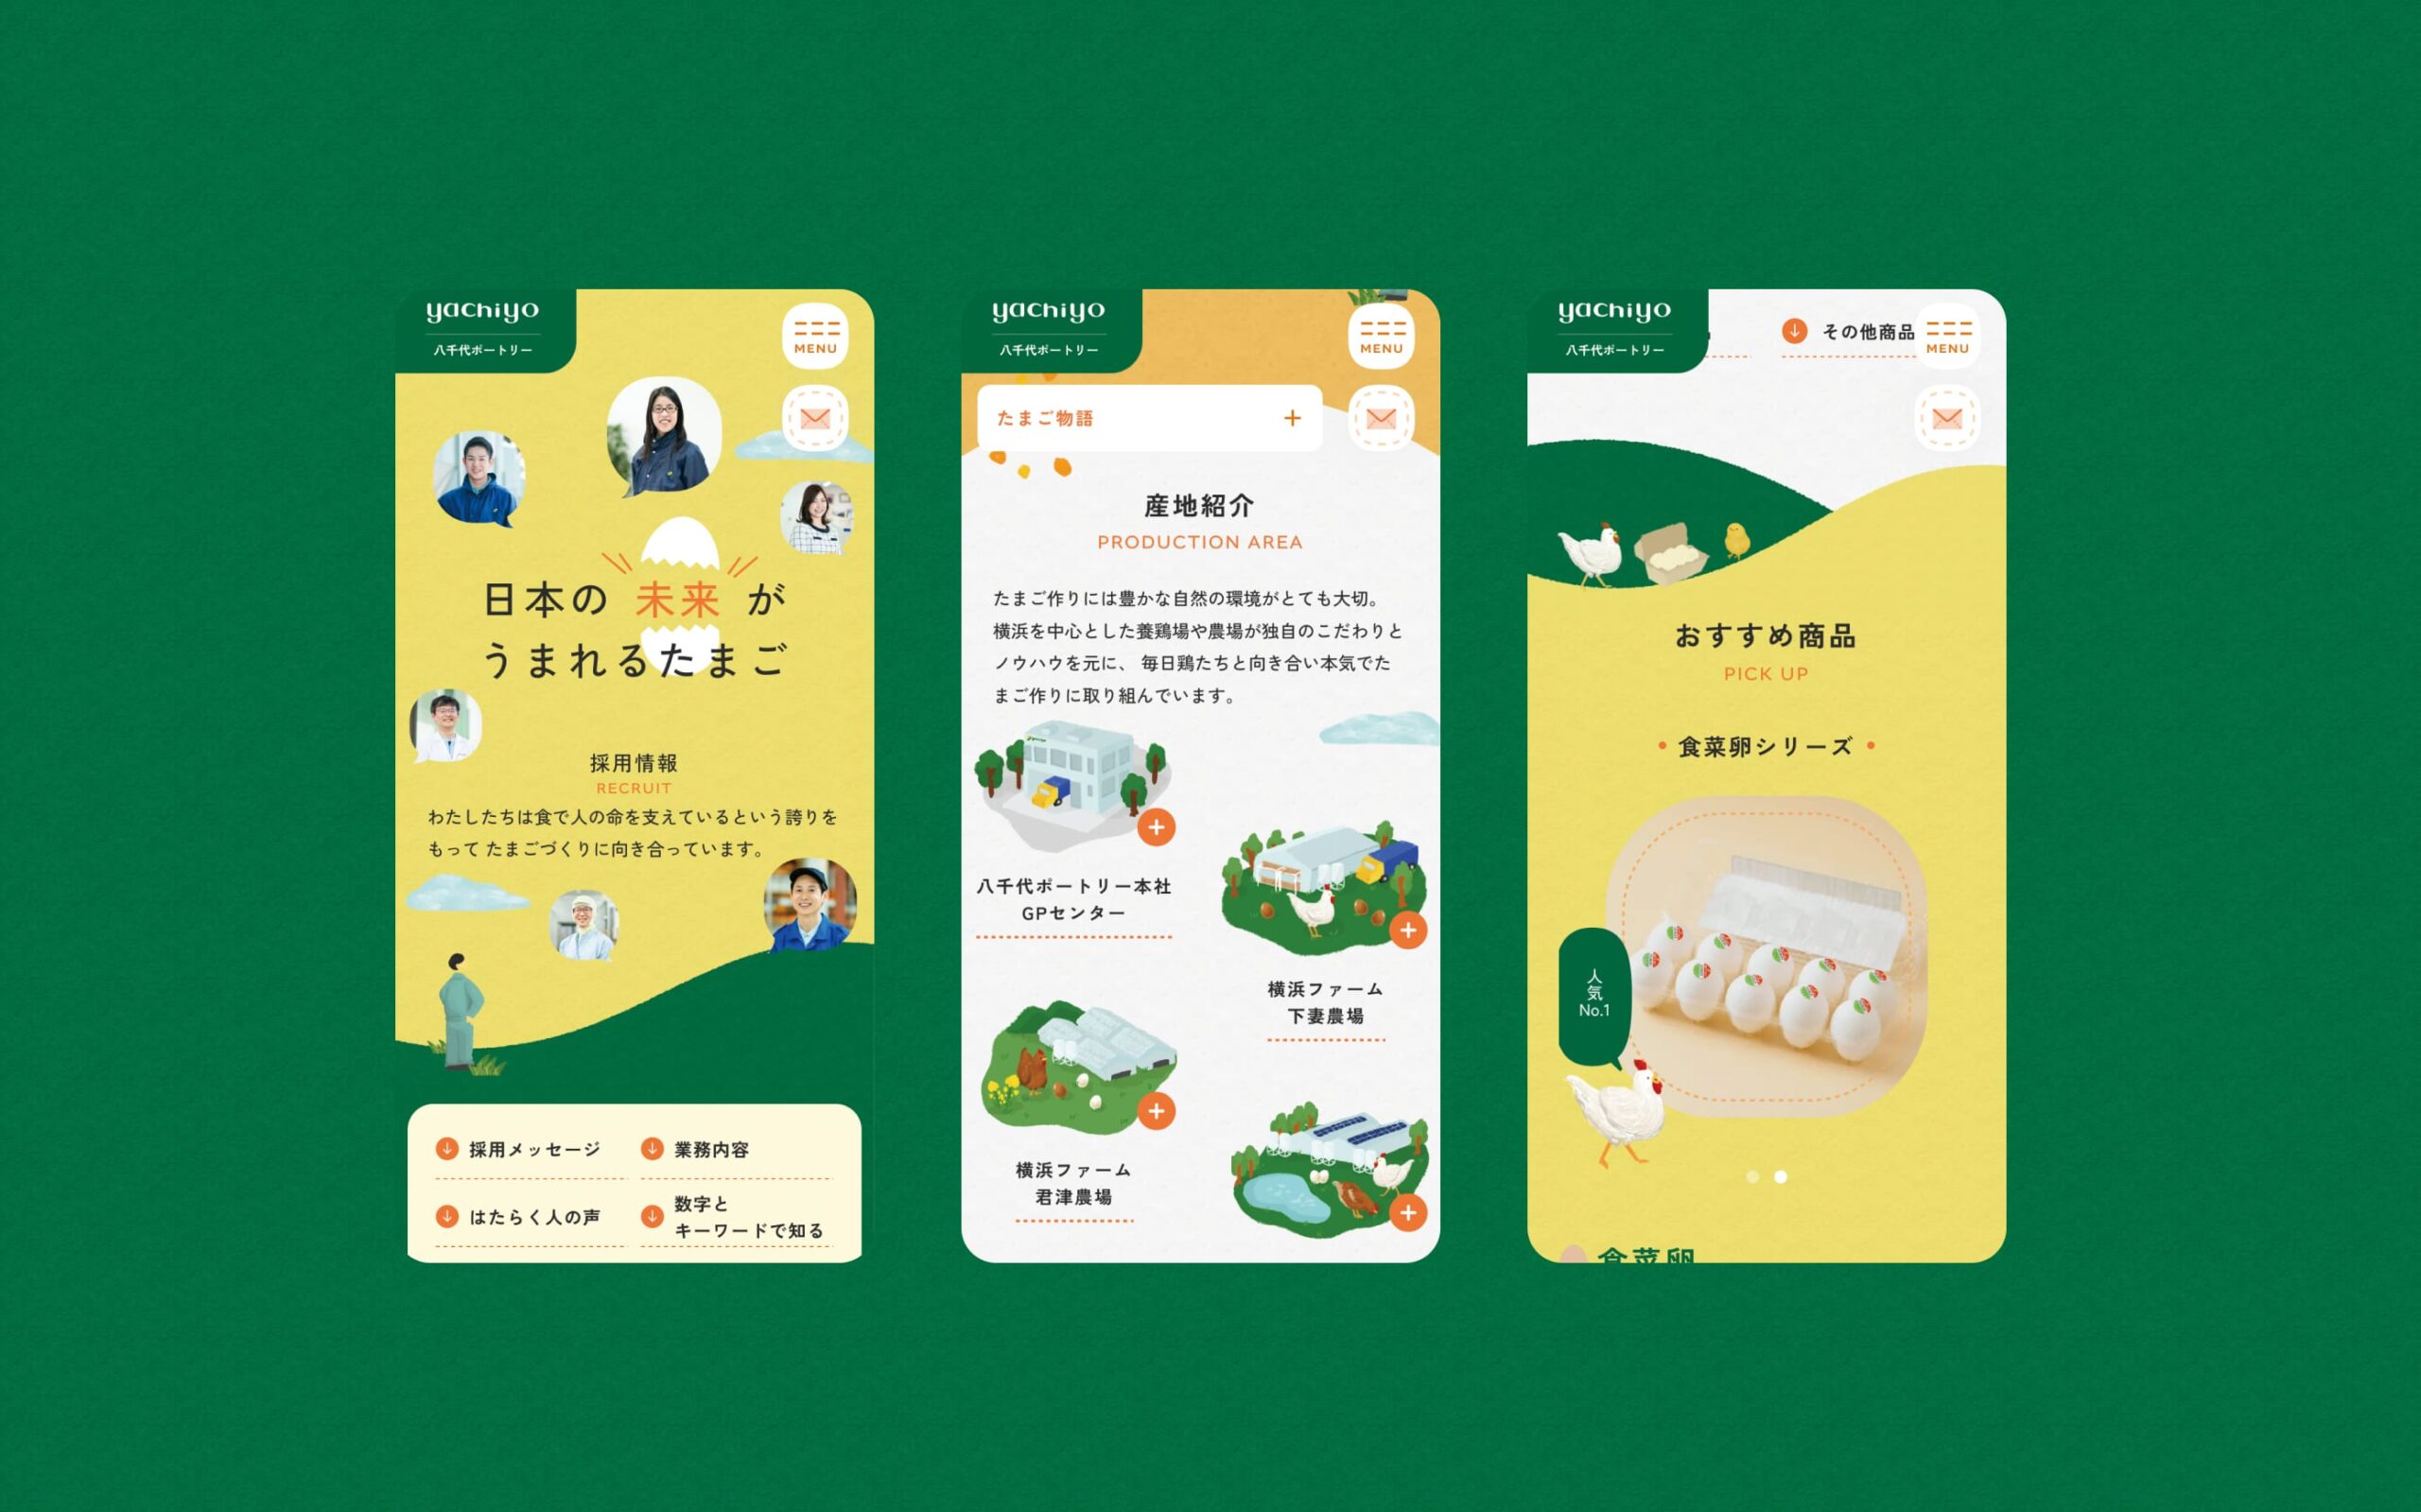 yachiyo
八千代ポートリー
MENU
日本の 未来 が
うまれるたまご
採用情報
RECRUIT
わたしたちは食で人の命を支えているという誇りを
もって たまごづくりに向き合っています。
採用メッセージ
業務内容
はたらく人の声
数字と
キーワードで知る
yachiyo
八千代ポートリー
MENU
たまご物語
産地紹介
PRODUCTION AREA
たまご作りには豊かな自然の環境がとても大切。
横浜を中心とした養鶏場や農場が独自のこだわりと
ノウハウを元に、 毎日鶏たちと向き合い本気でた
まご作りに取り組んでいます。
八千代ポートリー本社
GPセンター
横浜ファーム
下妻農場
横浜ファーム
君津農場
yachiyo
八千代ポートリー
その他商品
MENU
おすすめ商品
PICK UP
食菜卵シリーズ
人気
No.1
食菜卵